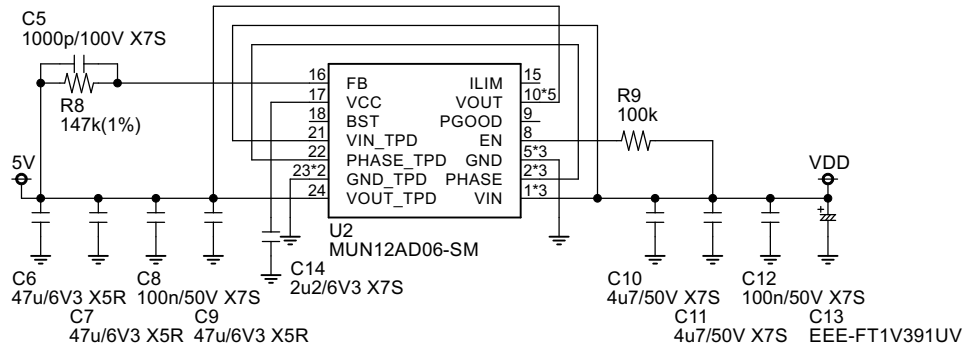 C5
1000p/100V X7S
R8
147k(1%)
5V
16
17
18
21
22
23*2
24
FB
VCC
BST
VIN_TPD
PHASE_TPD
GND_TPD
VOUT_TPD
ILIM
VOUT
PGOOD
EN
GND
PHASE
VIN
15
10*5
9
8
5*3
2*3
1*3
U2
MUN12AD06-SM
R9
100k
VDD
+
C6
47u/6V3 X5R
C7
47u/6V3 X5R
C8
100n/50V X7S
C9
47u/6V3 X5R
C14
2u2/6V3 X7S
C10
4u7/50V X7S
C11
4u7/50V X7S
C12
100n/50V X7S
C13
EEE-FT1V391UV